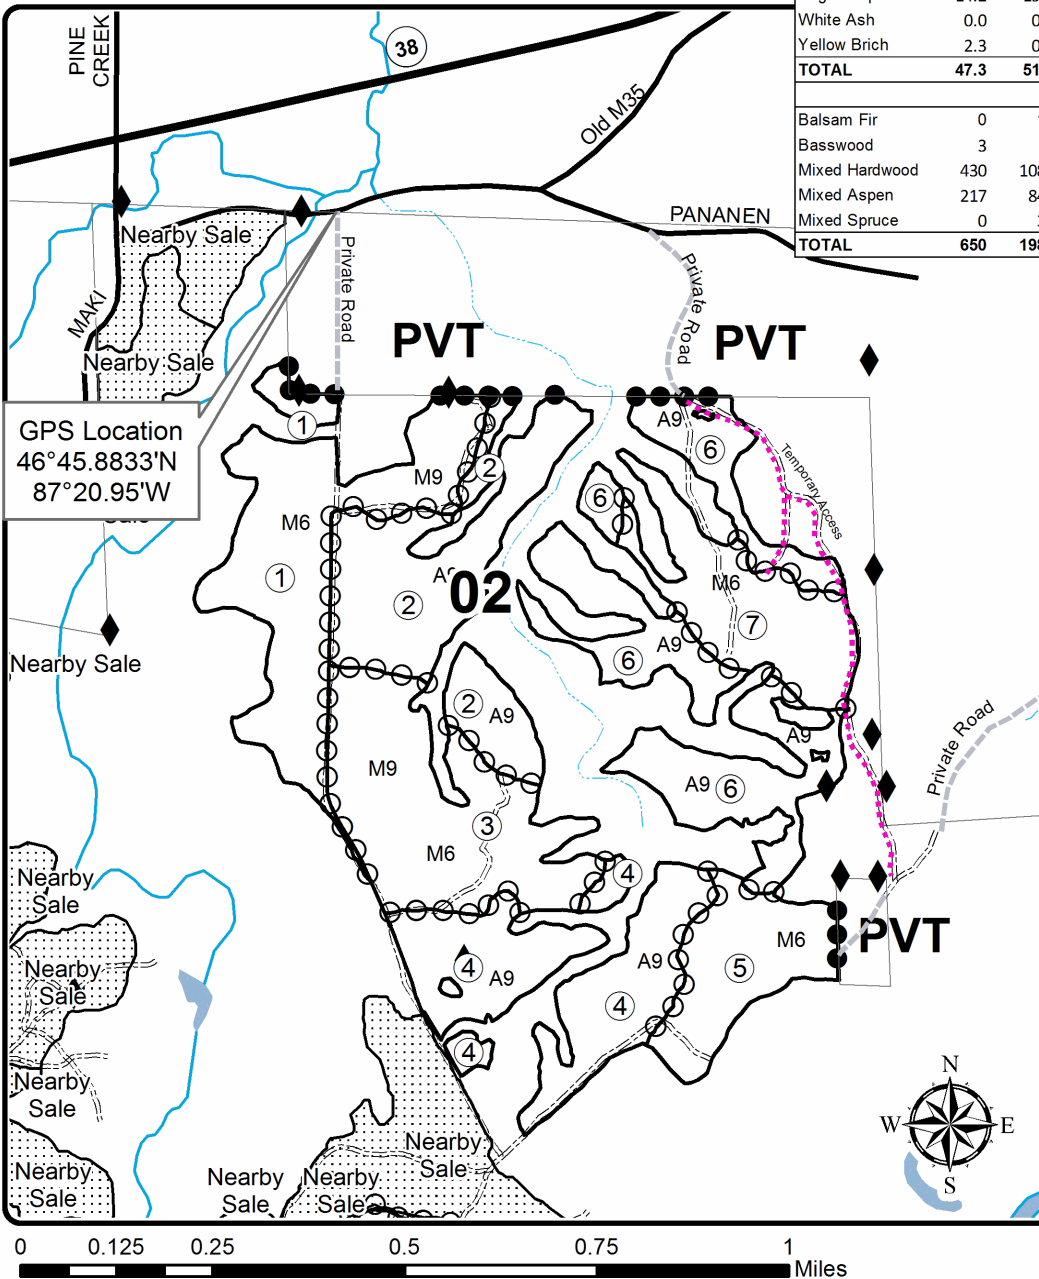 PINE
CREEK
38
Old M35
White Ash 0.0
Yellow Brich 2.3
TOTAL 47.3 51
Balsam Fir 0
Basswood 3
Mixed Hardwood 430 108
Mixed Aspen 217 84
Mixed Spruce 0
TOTAL 650 198
PANANEN
Nearby Sale
Private Road
Private Road
MAKI
Nearby Sale
PVT
PVT
GPS Location
46°45.8833'N
87°20.95'W
1
A9
6
M9
2
Temporary Access
6
M6
1
2
02
M6
7
A9
6
Nearby Sale
2
A9
A9
Private Road
M9
A9
6
3
M6
4
Nearby
Sale
PVT
M6
A9
5
4
A9
Nearby
Sale
4
4
Nearby
Sale
N
W
E
S
Nearby
Sale
Nearby
Sale
Nearby
Sale
Nearby
Sale
0 0.125 0.25 0.5 0.75 1
Miles